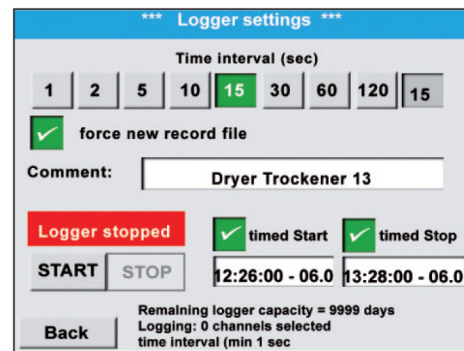 *** Logger settings ***
Time interval (sec)
1 2 5 10 15 30 60 120 15
force new record file
Comment: Dryer Trockener 13
Logger stopped timed Start timed Stop
START STOP 12:26:00 - 06.0 13:28:00 - 06.0
Remaining logger capacity = 9999 days
Logging: 0 channels selected
Back time interval (min 1 sec